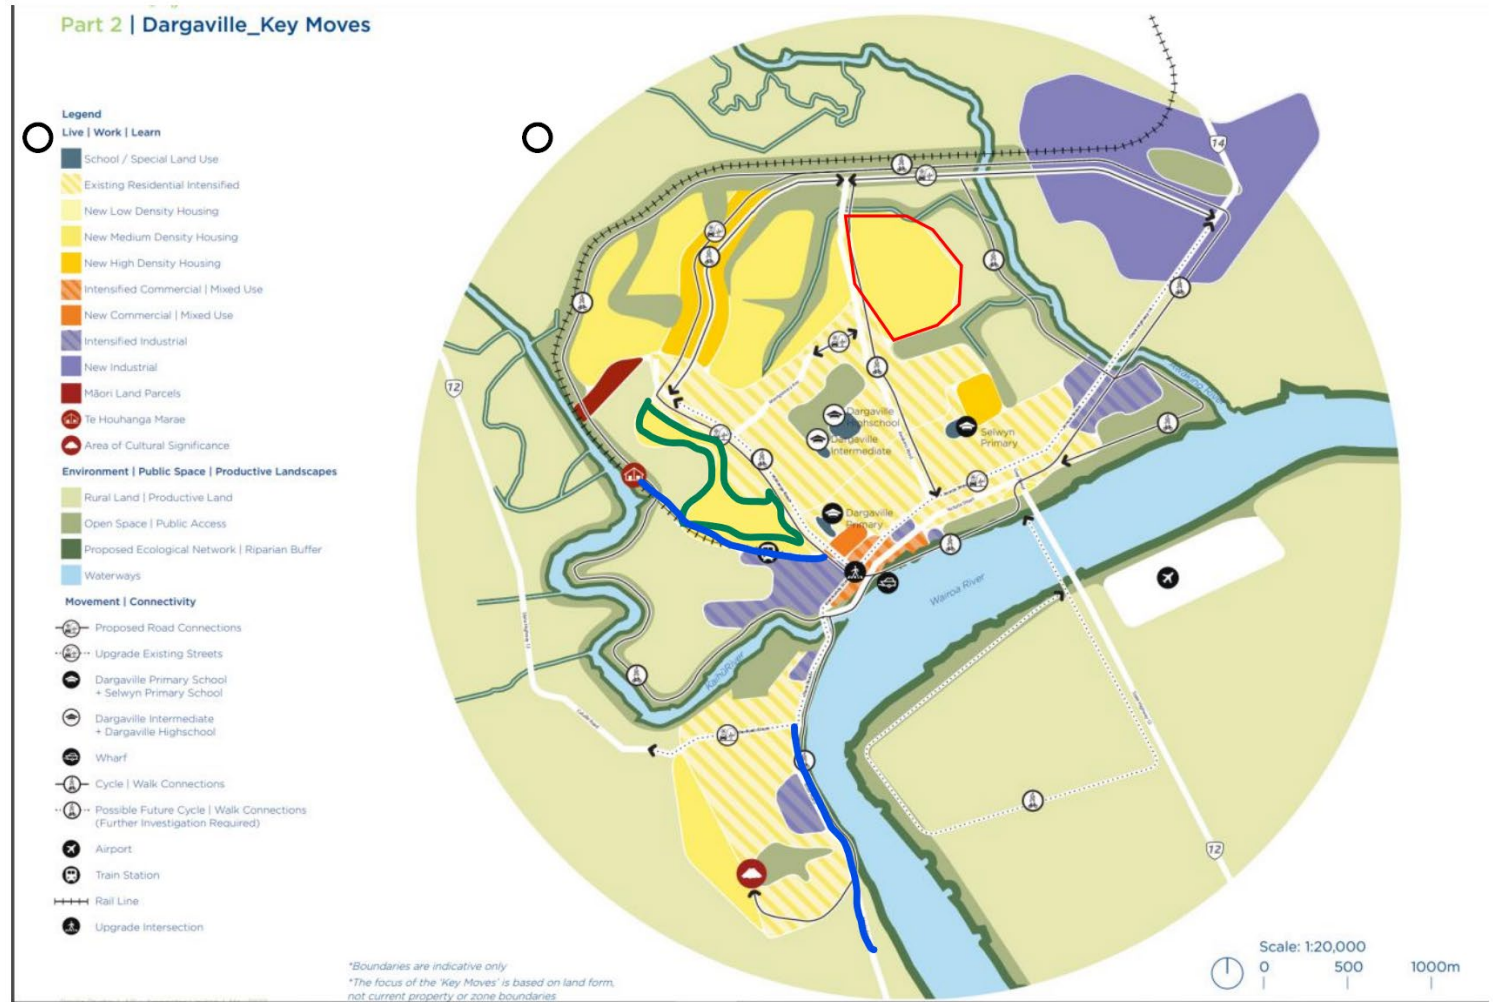 Part 2 | Dargaville_Key Moves
Legend
Live | Work | Learn
School / Special Land Use
Existing Residential Intensified
New Low Density Housing
New Medium Density Housing
New High Density Housing
Intensified Commercial | Mixed Use
New Commercial | Mixed Use
Intensified Industrial
New Industrial
Māori Land Parcels
Te Houhanga Marae
Area of Cultural Significance
Environment | Public Space | Productive Landscapes
Rural Land | Productive Land
Open Space | Public Access
Proposed Ecological Network | Riparian Buffer
Waterways
Movement | Connectivity
Proposed Road Connections
Upgrade Existing Streets
Dargaville Primary School
+ Selwyn Primary School
Dargaville Intermediate
+ Dargaville Highschool
Wharf
Cycle | Walk Connections
Possible Future Cycle | Walk Connections
(Further Investigation Required)
Airport
Train Station
Rail Line
Upgrade Intersection
14
12
Dargaville
Highschool
Dargaville
Intermediate
Selwyn
Primary
Dargaville
Primary
Wairoa River
Kaihū River
12
*Boundaries are indicative only
*The focus of the 'Key Moves' is based on land form,
not current property or zone boundaries
Scale: 1:20,000
0 500 1000m